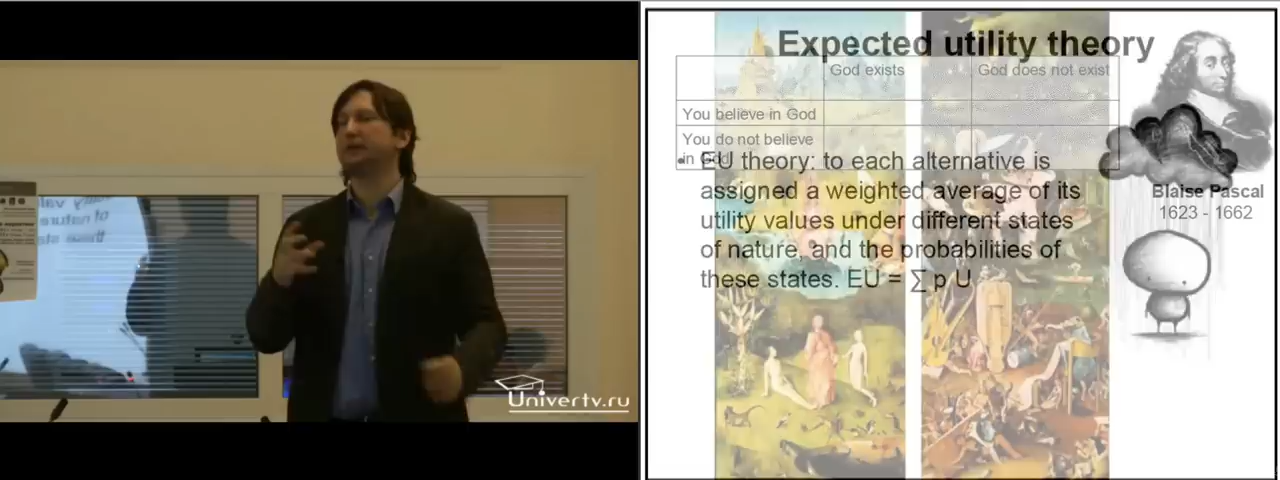 Expected utility theory
God exists
God does not exist
You believe in God
You do not believe
in God
• EU theory: to each alternative is
assigned a weighted average of its
utility values under different states
of nature, and the probabilities of
these states. EU = ∑ p U
Blaise Pascal
1623 - 1662
Univertv.ru